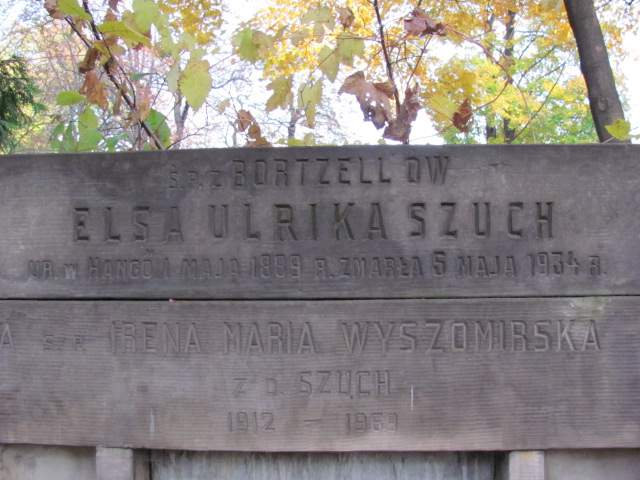 Ś.P. Z BORTZELL'ÓW
ELSA ULRIKA SZUCH
UR. W HANGÖ 1 MAJA 1889 R. ZMARŁA 5 MAJA 1934 R.
A Ś.P. IRENA MARIA WYSZOMIRSKA
Z D. SZUCH
1912 – 1969